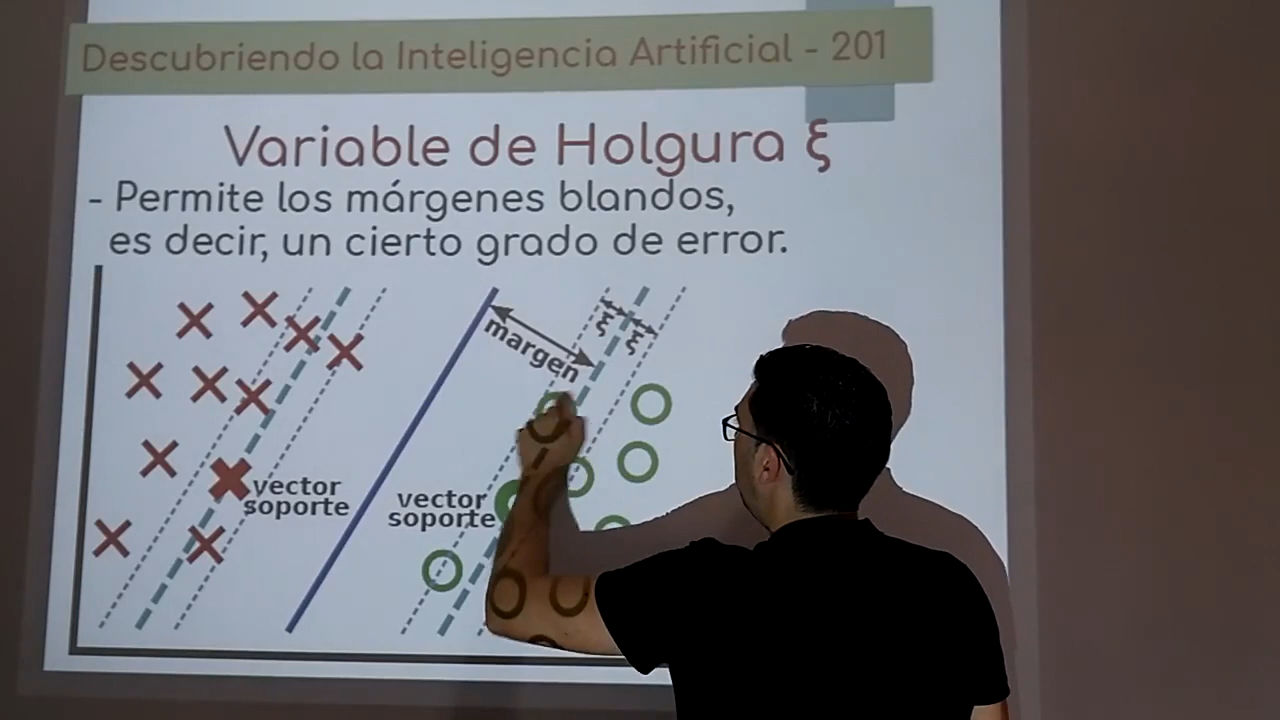 Descubriendo la Inteligencia Artificial - 201
Variable de Holgura ξ
- Permite los márgenes blandos,
es decir, un cierto grado de error.
margen
ξ
ξ
vector
soporte
vector
soporte